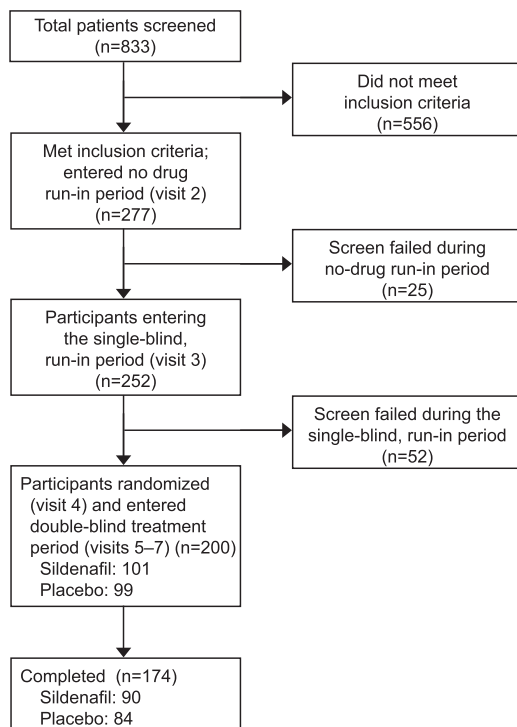 Total patients screened
(n=833)
Did not meet
inclusion criteria
(n=556)
Met inclusion criteria;
entered no drug
run-in period (visit 2)
(n=277)
Screen failed during
no-drug run-in period
(n=25)
Participants entering
the single-blind,
run-in period (visit 3)
(n=252)
Screen failed during the
single-blind, run-in period
(n=52)
Participants randomized
(visit 4) and entered
double-blind treatment
period (visits 5–7) (n=200)
Sildenafil: 101
Placebo: 99
Completed (n=174)
Sildenafil: 90
Placebo: 84